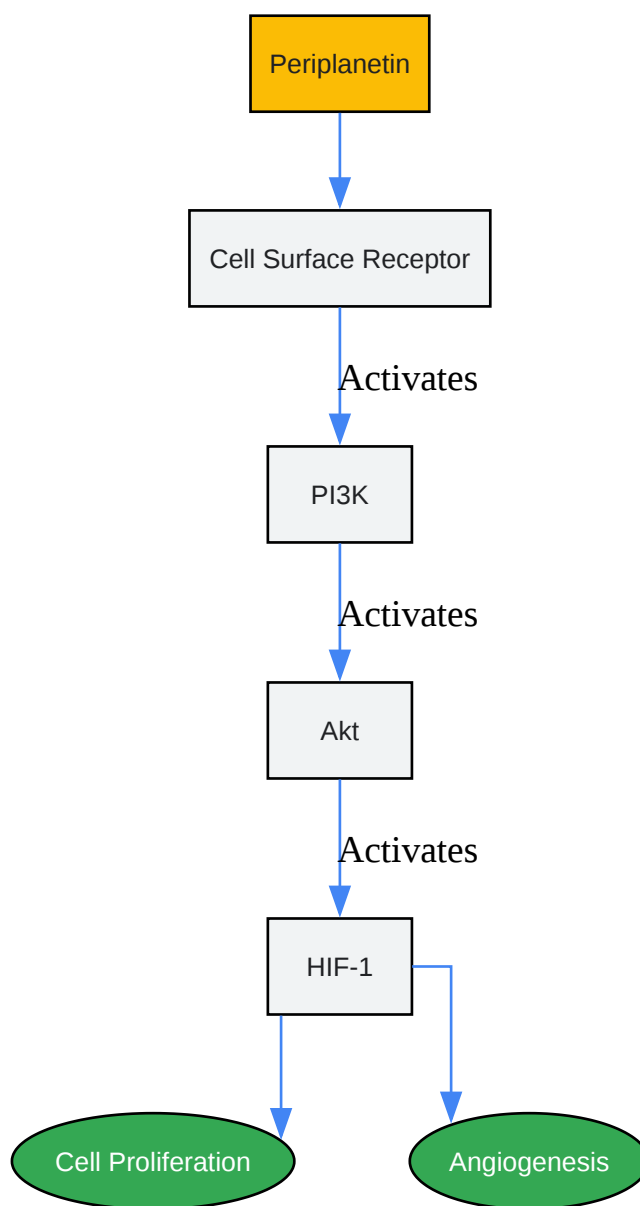 Periplanetin
Cell Surface Receptor
Activates
PI3K
Activates
Akt
Activates
HIF-1
Cell Proliferation
Angiogenesis